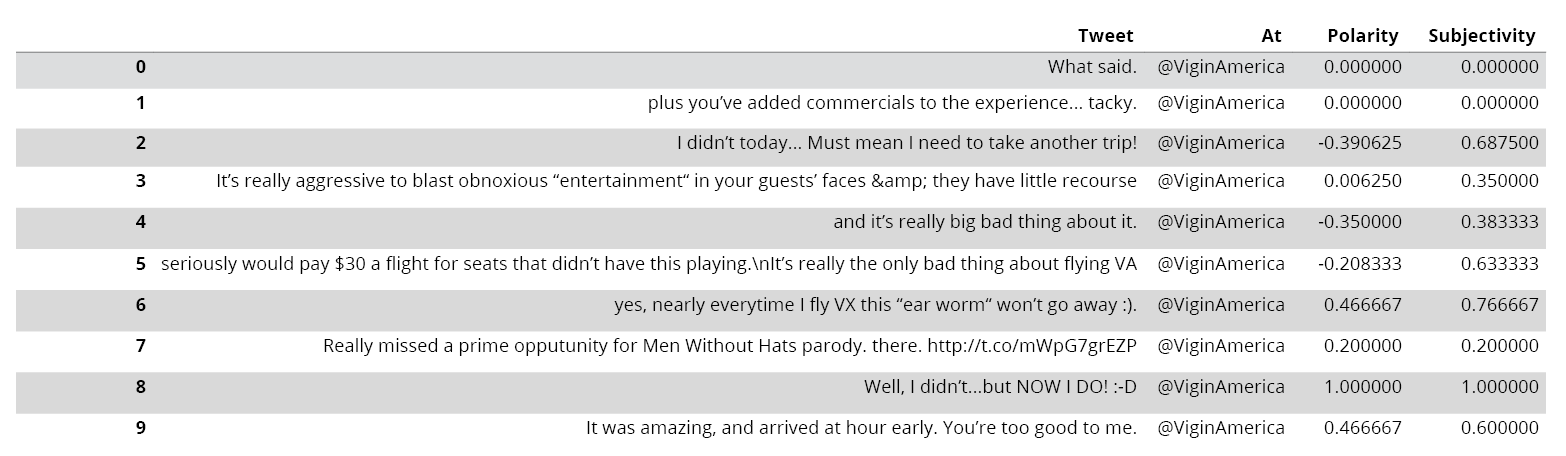 Tweet At Polarity Subjectivity
0 What said. @ViginAmerica 0.000000 0.000000
1 plus you’ve added commercials to the experience... tacky. @ViginAmerica 0.000000 0.000000
2 I didn’t today... Must mean I need to take another trip! @ViginAmerica -0.390625 0.687500
3 It’s really aggressive to blast obnoxious “entertainment“ in your guests’ faces &amp; they have little recourse @ViginAmerica 0.006250 0.350000
4 and it’s really big bad thing about it. @ViginAmerica -0.350000 0.383333
5 seriously would pay $30 a flight for seats that didn’t have this playing.\nIt’s really the only bad thing about flying VA @ViginAmerica -0.208333 0.633333
6 yes, nearly everytime I fly VX this “ear worm“ won’t go away :). @ViginAmerica 0.466667 0.766667
7 Really missed a prime opputunity for Men Without Hats parody. there. http://t.co/mWpG7grEZP @ViginAmerica 0.200000 0.200000
8 Well, I didn’t...but NOW I DO! :-D @ViginAmerica 1.000000 1.000000
9 It was amazing, and arrived at hour early. You’re too good to me. @ViginAmerica 0.466667 0.600000